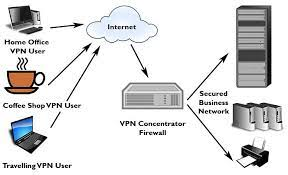 Home Office
VPN User
Internet
Coffee Shop VPN User
Travelling VPN User
VPN Concentrator
Firewall
Secured
Business
Network